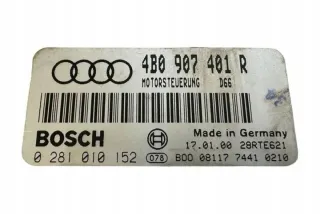 4B0 907 401 R
MOTORSTEUERUNG D66
BOSCH
Made in Germany
17.01.00 28RTE621
0 281 010 152 078 BDO 08117 7441 0210